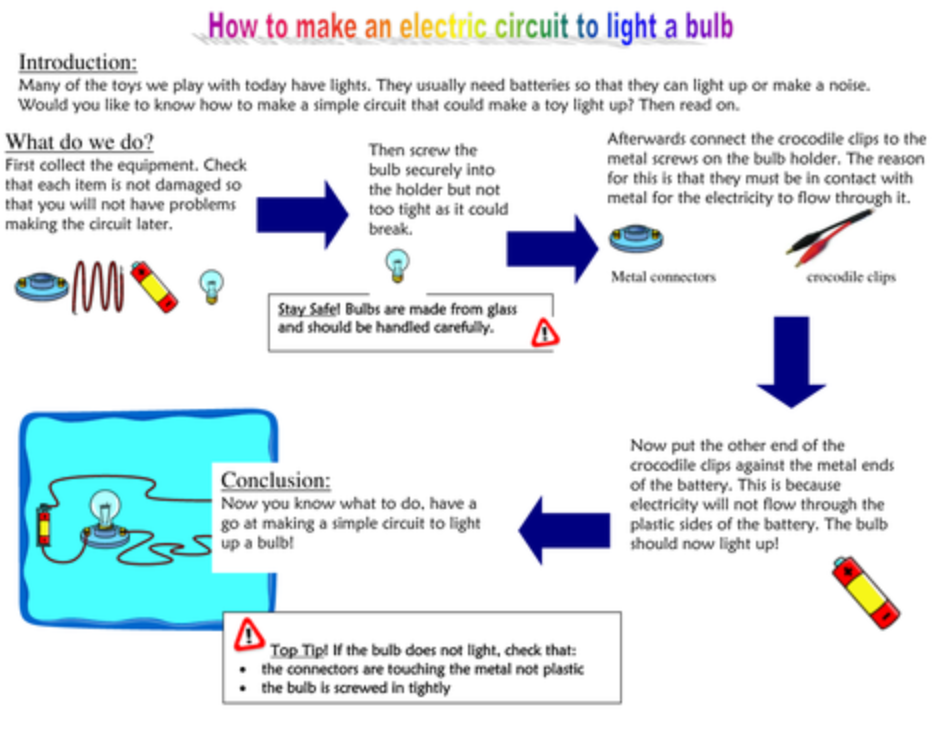 How to make an electric circuit to light a bulb
Introduction:
Many of the toys we play with today have lights. They usually need batteries so that they can light up or make a noise.
Would you like to know how to make a simple circuit that could make a toy light up? Then read on.
What do we do?
First collect the equipment. Check
that each item is not damaged so
that you will not have problems
making the circuit later.
Then screw the
bulb securely into
the holder but not
too tight as it could
break.
Stay Safe! Bulbs are made from glass
and should be handled carefully.
Afterwards connect the crocodile clips to the
metal screws on the bulb holder. The reason
for this is that they must be in contact with
metal for the electricity to flow through it.
Metal connectors
crocodile clips
Now put the other end of the
crocodile clips against the metal ends
of the battery. This is because
electricity will not flow through the
plastic sides of the battery. The bulb
should now light up!
Conclusion:
Now you know what to do, have a
go at making a simple circuit to light
up a bulb!
Top Tip! If the bulb does not light, check that:
• the connectors are touching the metal not plastic
• the bulb is screwed in tightly